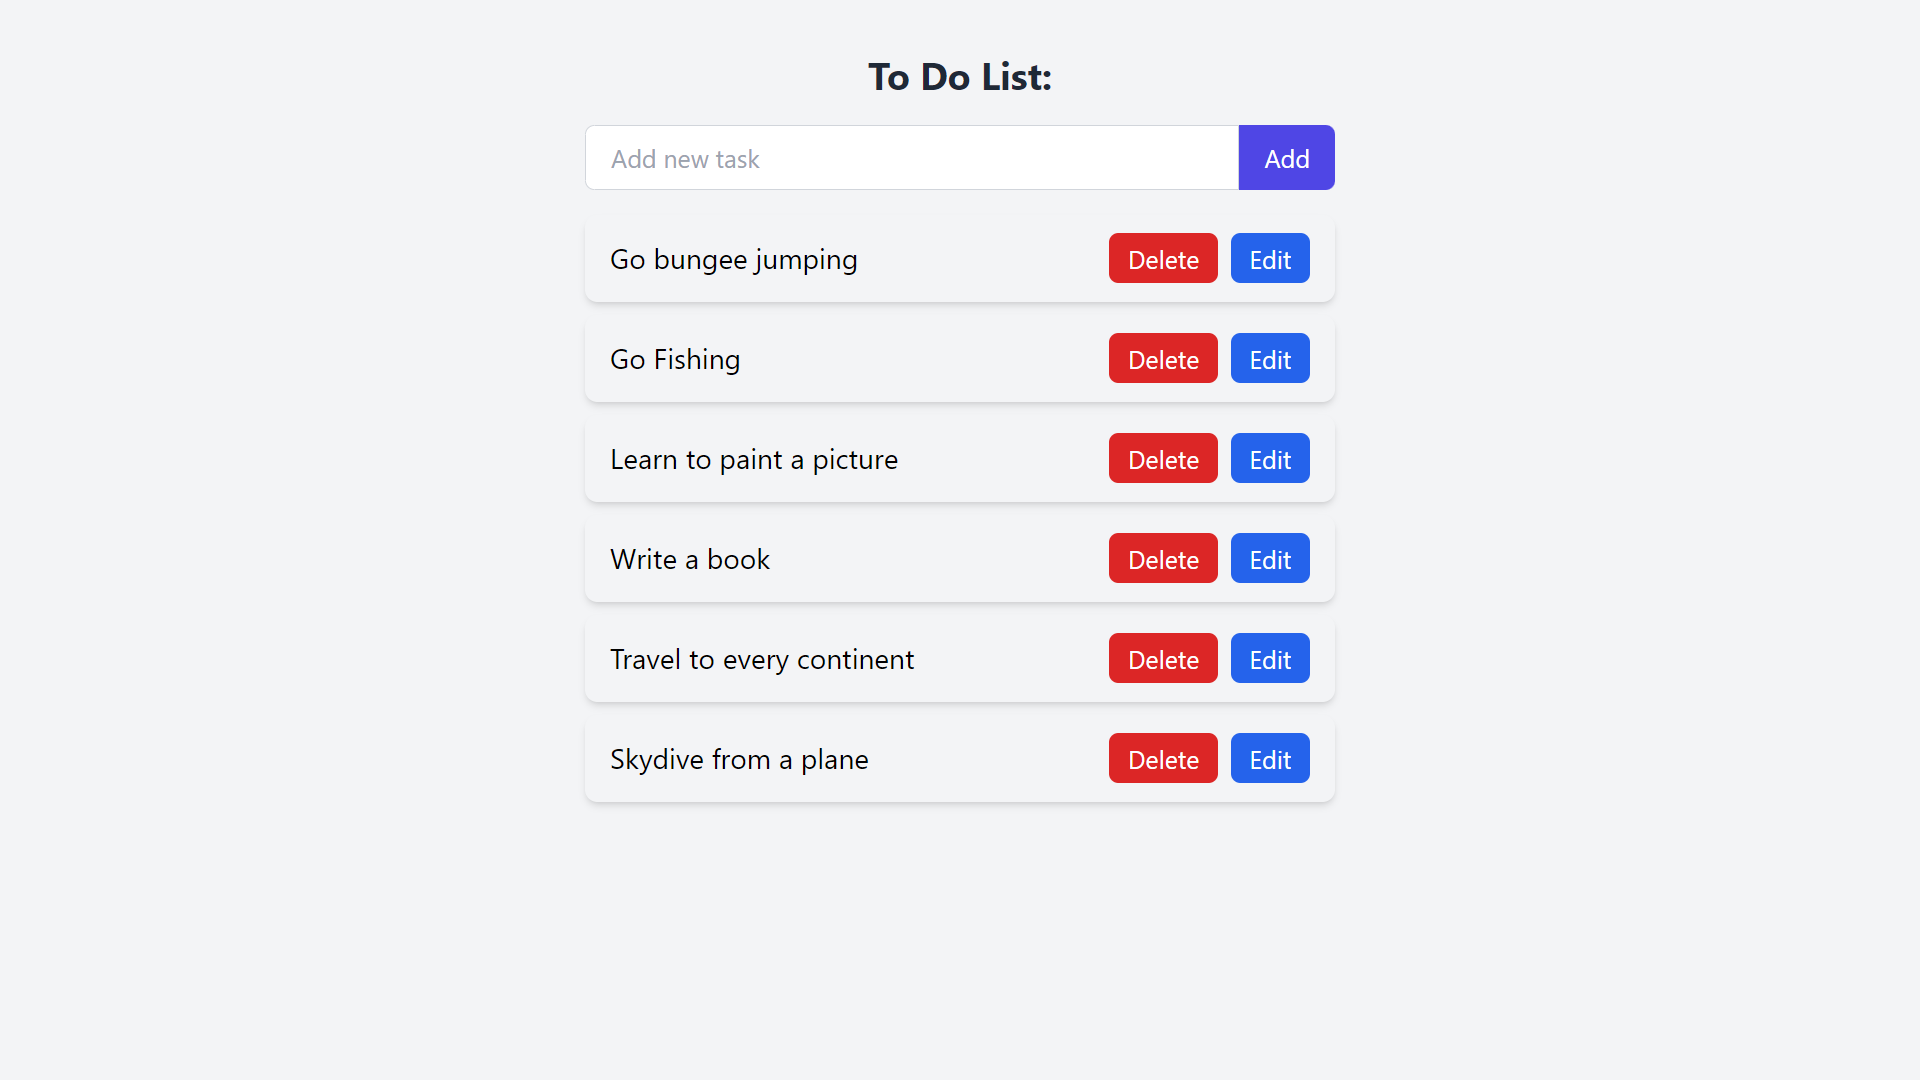 To Do List:
Add new task Add
Go bungee jumping Delete Edit
Go Fishing Delete Edit
Learn to paint a picture Delete Edit
Write a book Delete Edit
Travel to every continent Delete Edit
Skydive from a plane Delete Edit